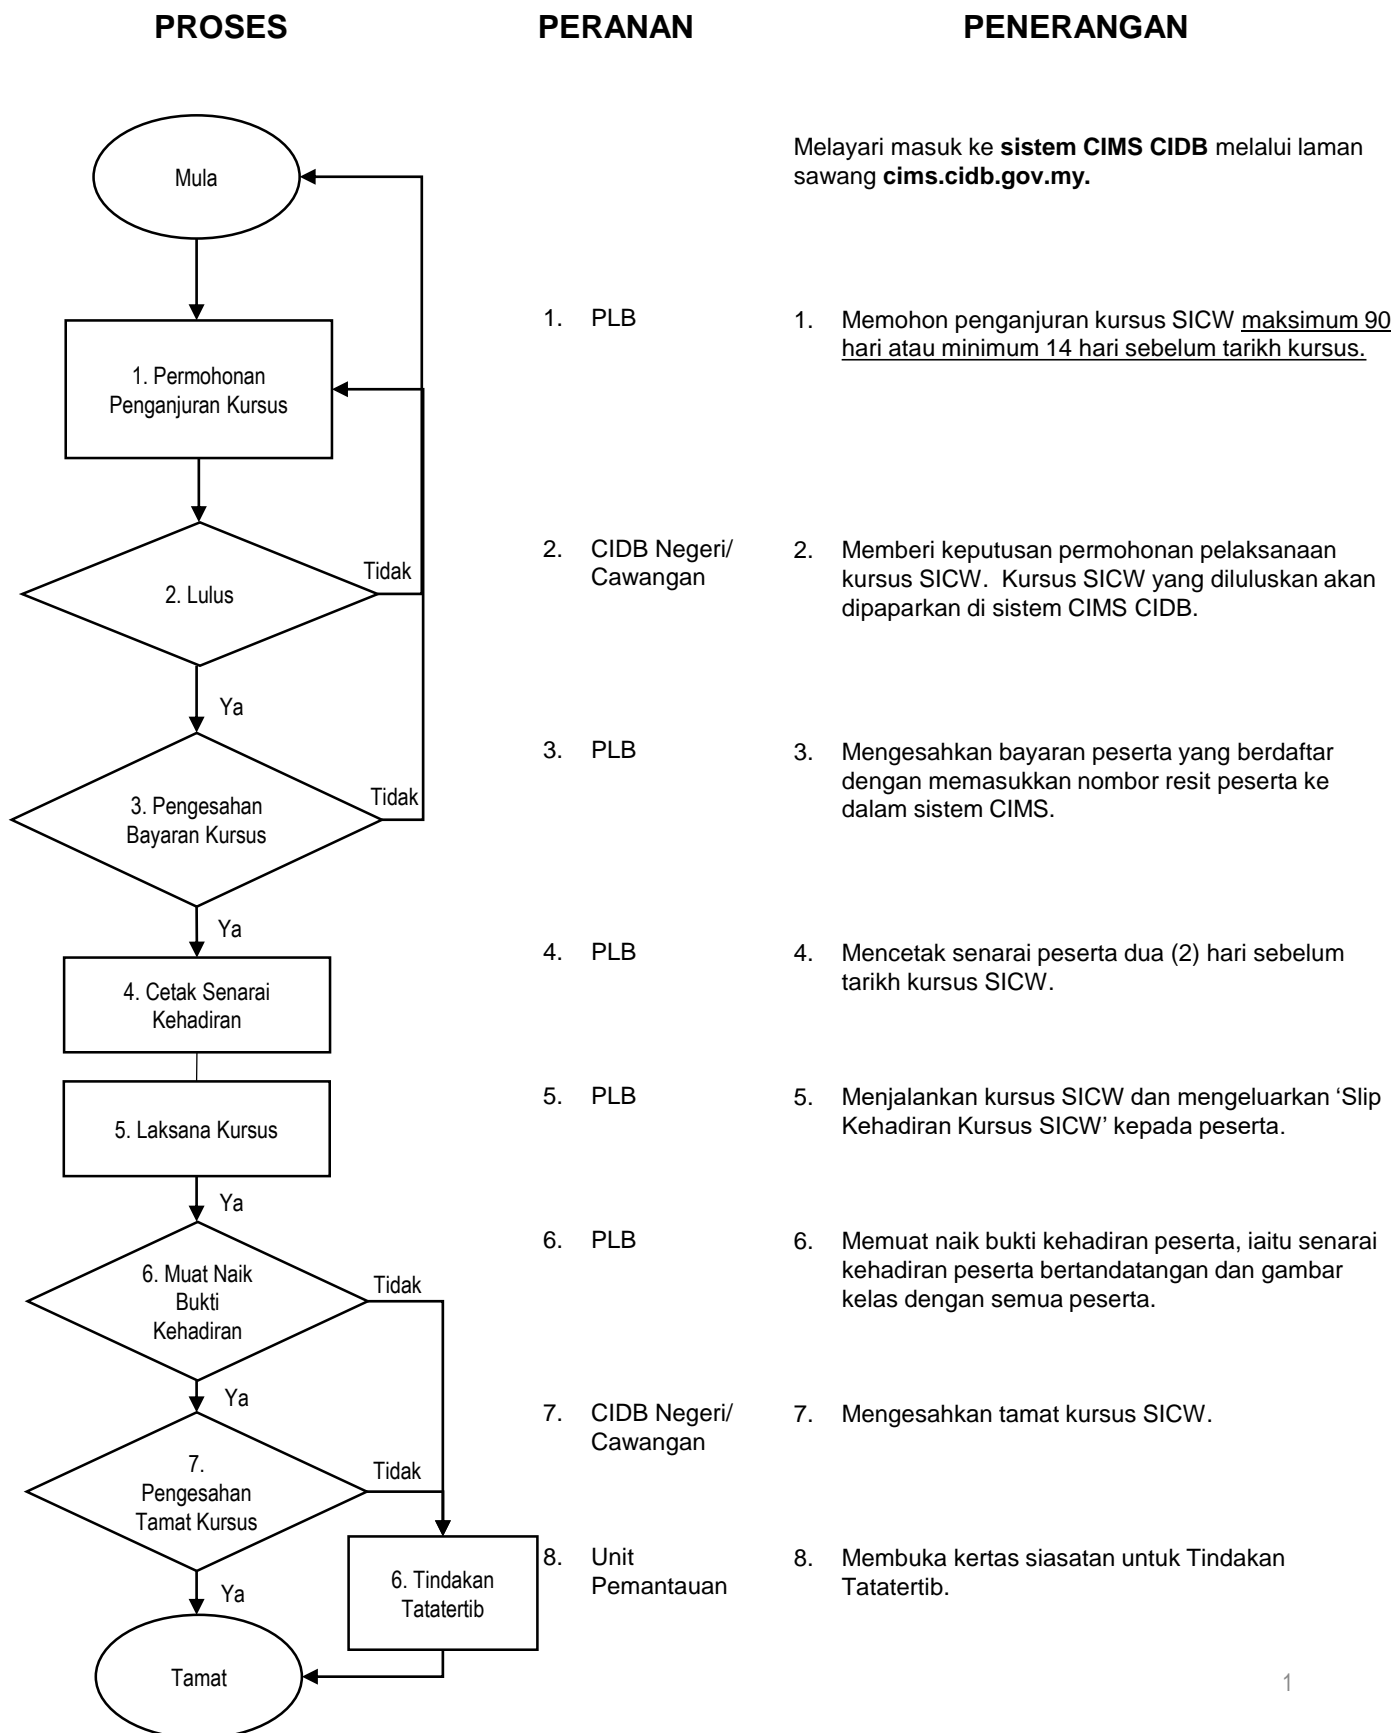 PROSES PERANAN PENERANGAN
Mula
Melayari masuk ke sistem CIMS CIDB melalui laman
sawang cims.cidb.gov.my.
1. Permohonan
Penganjuran Kursus
1. PLB
1. Memohon penganjuran kursus SICW maksimum 90
hari atau minimum 14 hari sebelum tarikh kursus.
2. Lulus
Tidak
Ya
2. CIDB Negeri/
Cawangan
2. Memberi keputusan permohonan pelaksanaan
kursus SICW. Kursus SICW yang diluluskan akan
dipaparkan di sistem CIMS CIDB.
3. Pengesahan
Bayaran Kursus
Tidak
Ya
3. PLB
3. Mengesahkan bayaran peserta yang berdaftar
dengan memasukkan nombor resit peserta ke
dalam sistem CIMS.
4. Cetak Senarai
Kehadiran
4. PLB
4. Mencetak senarai peserta dua (2) hari sebelum
tarikh kursus SICW.
5. Laksana Kursus
Ya
5. PLB
5. Menjalankan kursus SICW dan mengeluarkan ‘Slip
Kehadiran Kursus SICW’ kepada peserta.
6. Muat Naik
Bukti
Kehadiran
Tidak
Ya
6. PLB
6. Memuat naik bukti kehadiran peserta, iaitu senarai
kehadiran peserta bertandatangan dan gambar
kelas dengan semua peserta.
7.
Pengesahan
Tamat Kursus
Tidak
Ya
7. CIDB Negeri/
Cawangan
7. Mengesahkan tamat kursus SICW.
6. Tindakan
Tatatertib
8. Unit
Pemantauan
8. Membuka kertas siasatan untuk Tindakan
Tatatertib.
Tamat
1